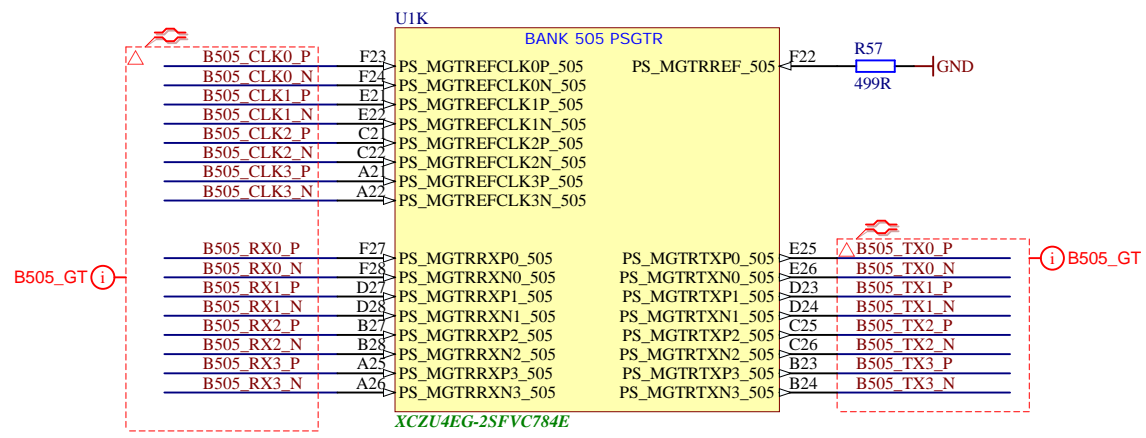 U1K
BANK 505 PSGTR
B505_CLK0_P F23 PS_MGTREFCLK0P_505 PS_MGTRREF_505 F22 R57 499R GND
B505_CLK0_N F24 PS_MGTREFCLK0N_505
B505_CLK1_P E21 PS_MGTREFCLK1P_505
B505_CLK1_N E22 PS_MGTREFCLK1N_505
B505_CLK2_P C21 PS_MGTREFCLK2P_505
B505_CLK2_N C22 PS_MGTREFCLK2N_505
B505_CLK3_P A21 PS_MGTREFCLK3P_505
B505_CLK3_N A22 PS_MGTREFCLK3N_505
B505_RX0_P F27 PS_MGTRRXP0_505 PS_MGTRTXP0_505 E25 B505_TX0_P i B505_GT
B505_GT i B505_RX0_N F28 PS_MGTRRXN0_505 PS_MGTRTXN0_505 E26 B505_TX0_N
B505_RX1_P D27 PS_MGTRRXP1_505 PS_MGTRTXP1_505 D23 B505_TX1_P
B505_RX1_N D28 PS_MGTRRXN1_505 PS_MGTRTXN1_505 D24 B505_TX1_N
B505_RX2_P B27 PS_MGTRRXP2_505 PS_MGTRTXP2_505 C25 B505_TX2_P
B505_RX2_N B28 PS_MGTRRXN2_505 PS_MGTRTXN2_505 C26 B505_TX2_N
B505_RX3_P A25 PS_MGTRRXP3_505 PS_MGTRTXP3_505 B23 B505_TX3_P
B505_RX3_N A26 PS_MGTRRXN3_505 PS_MGTRTXN3_505 B24 B505_TX3_N
XCZU4EG-2SFVC784E